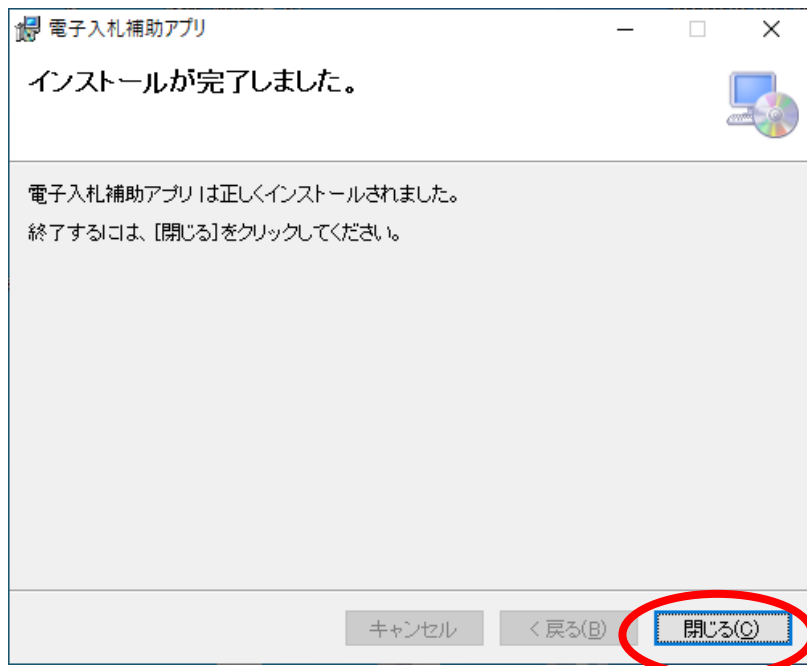 電子入札補助アプリ
インストールが完了しました。
電子入札補助アプリ は正しくインストールされました。
終了するには、[閉じる]をクリックしてください。
キャンセル
< 戻る(B)
閉じる(C)